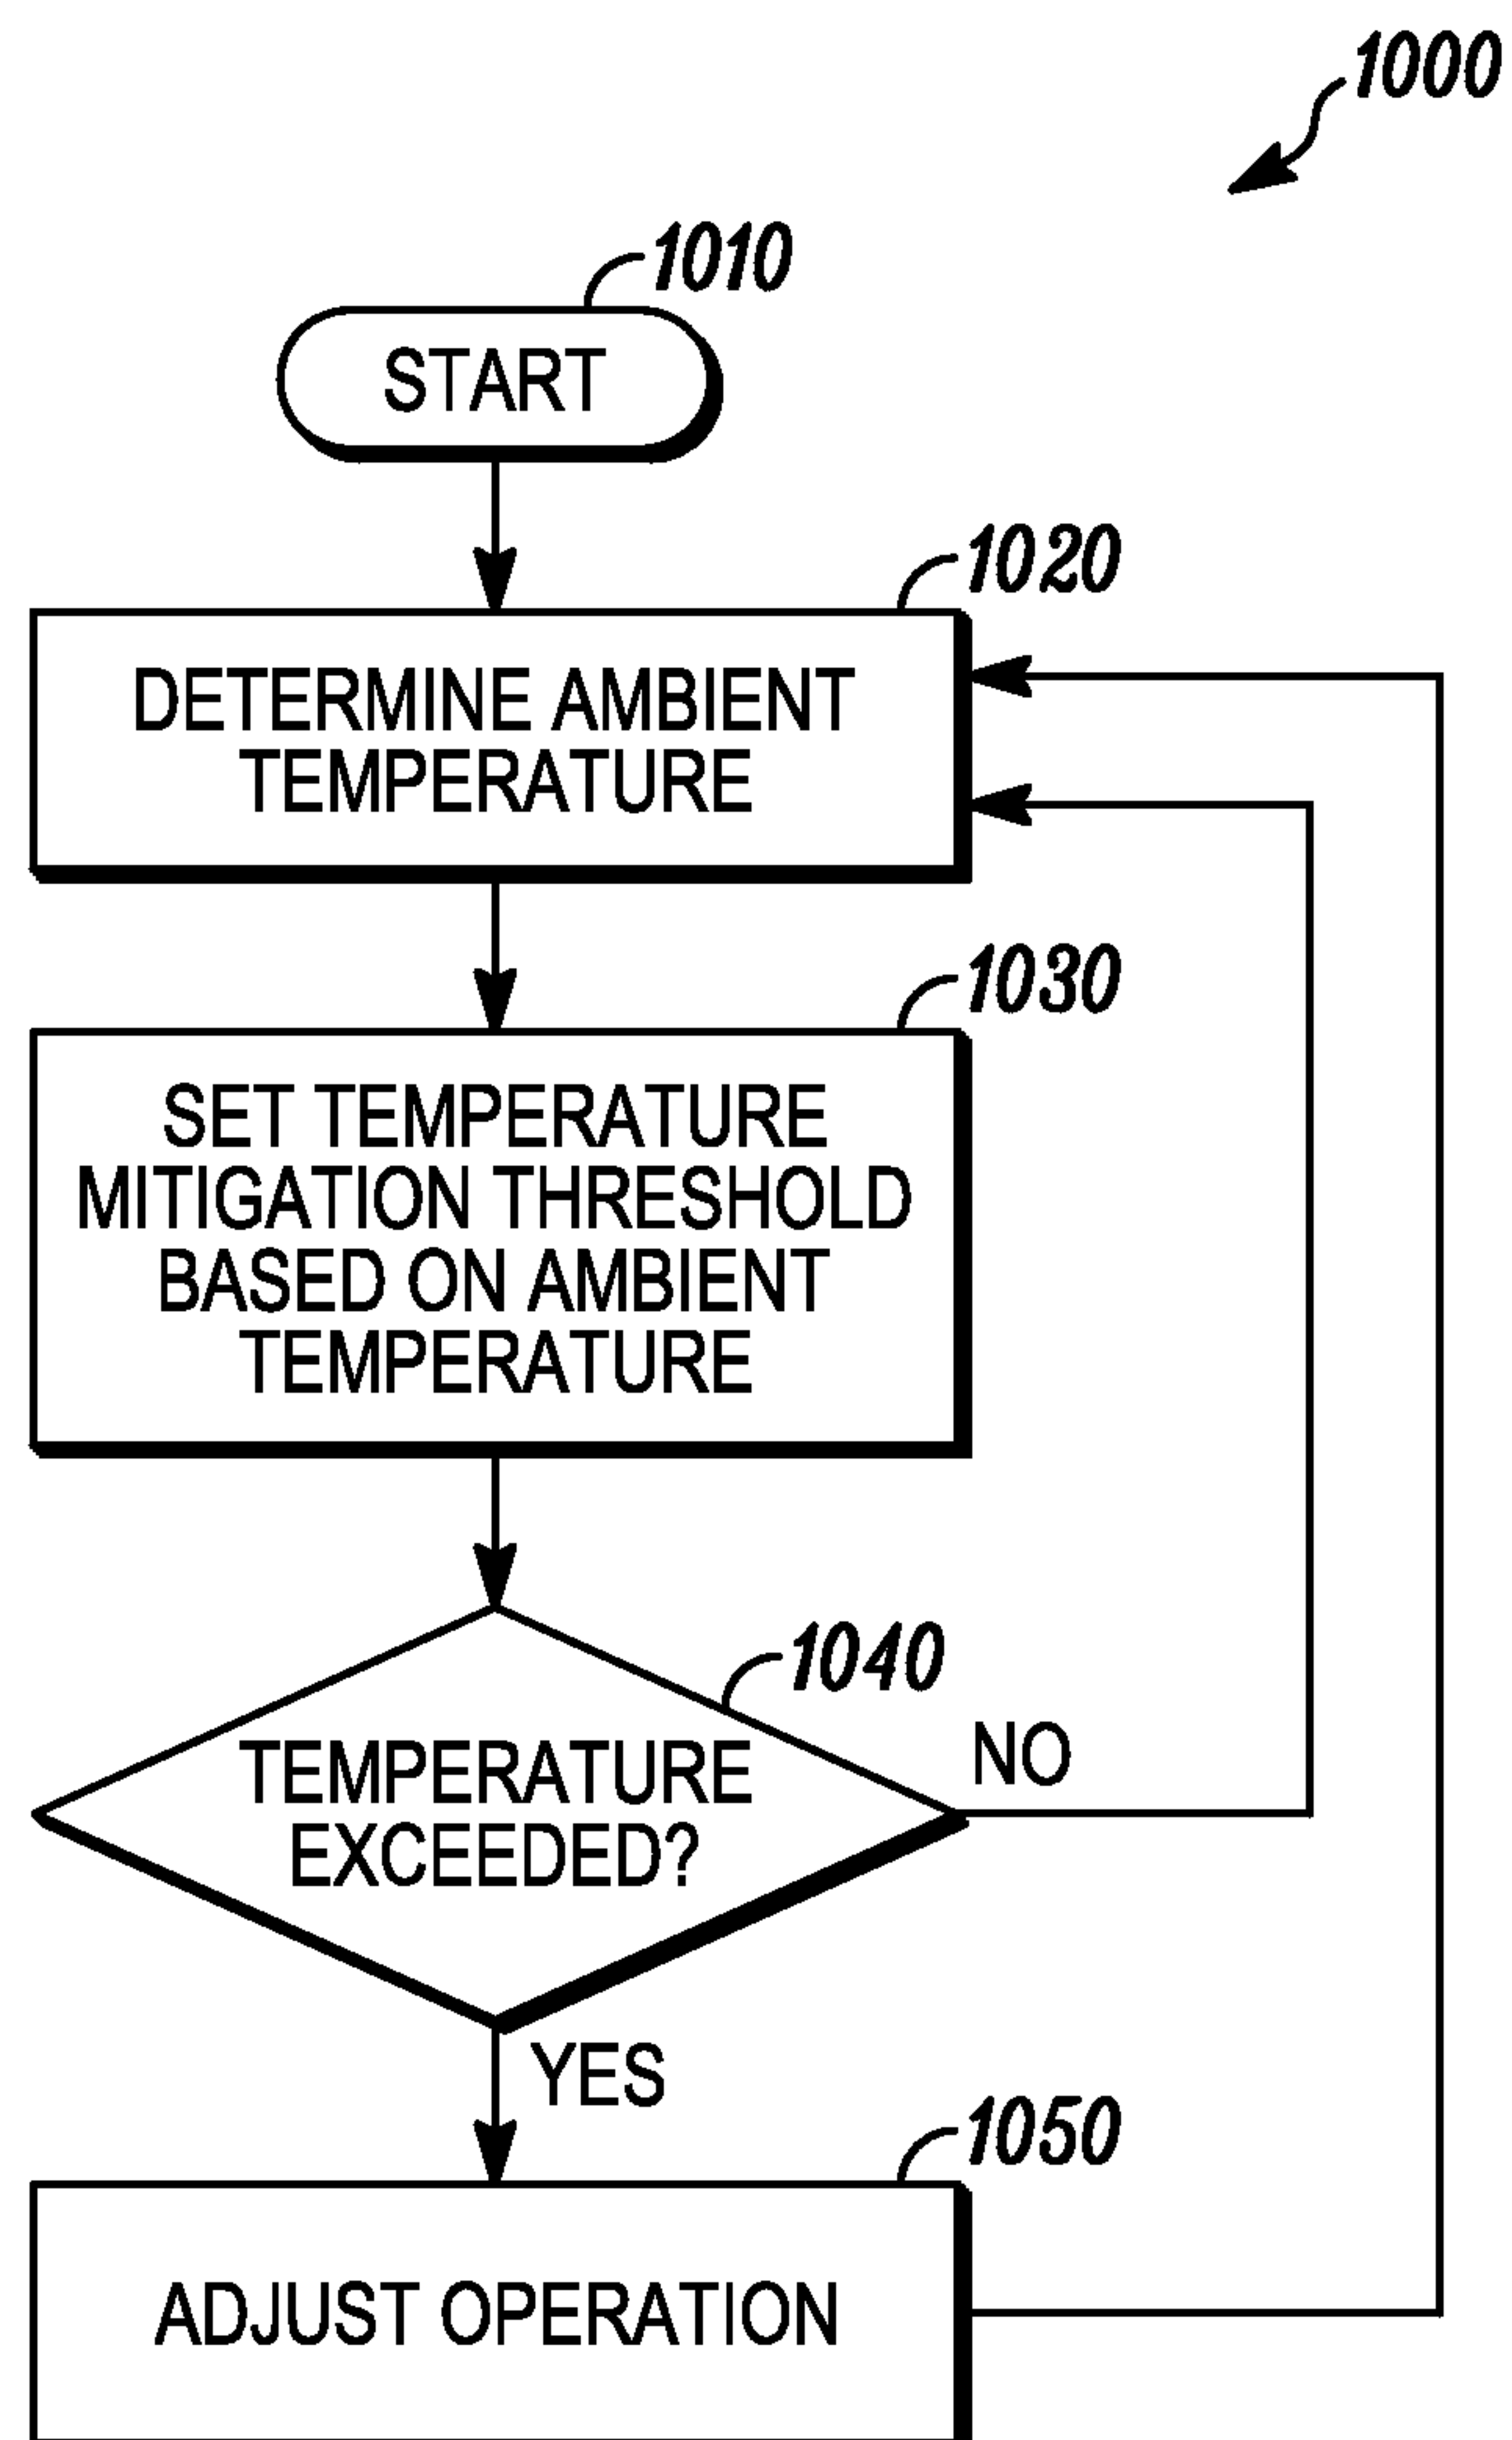 1000
1010
START
1020
DETERMINE AMBIENT
TEMPERATURE
1030
SET TEMPERATURE
MITIGATION THRESHOLD
BASED ON AMBIENT
TEMPERATURE
1040
TEMPERATURE
EXCEEDED?
NO
YES
1050
ADJUST OPERATION